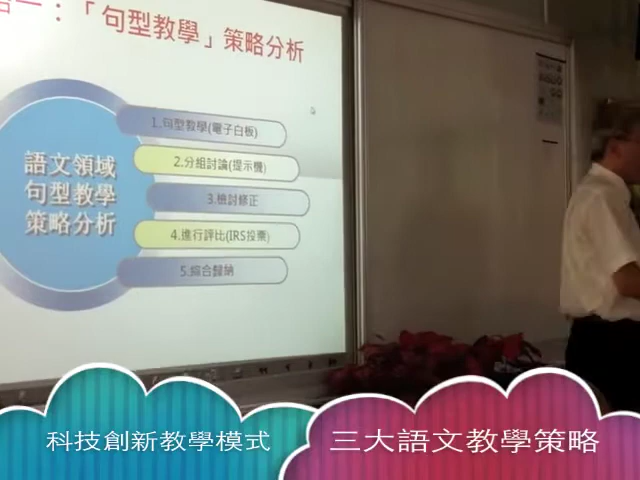 ：「句型教學」策略分析
語文領域
句型教學
策略分析
1.句型教學(電子白板)
2.分組討論(提示機)
3.檢討修正
4.進行評比(IRS投票)
5.綜合歸納
科技創新教學模式
三大語文教學策略